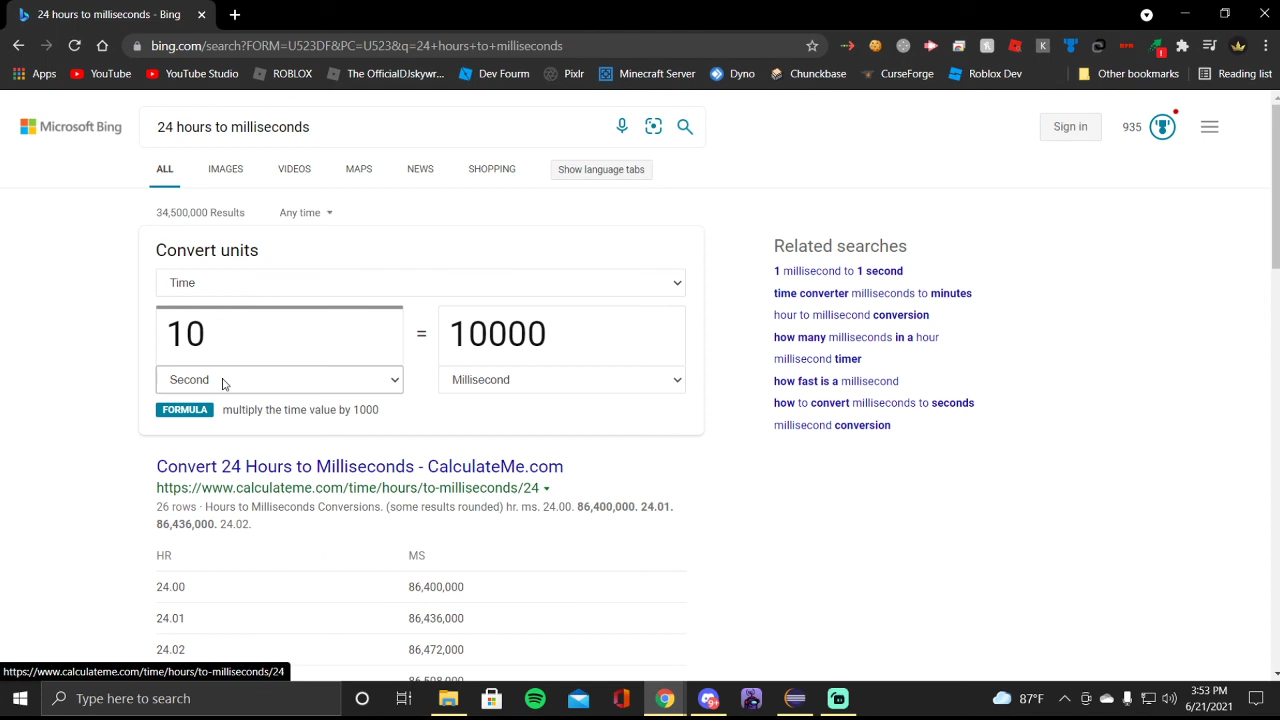 24 hours to milliseconds - Bing
bing.com/search?FORM=U523DF&PC=U523&q=24+hours+to+milliseconds
Apps YouTube YouTube Studio ROBLOX The OfficialDJskywr... Dev Fourm Pixlr Minecraft Server Dyno Chunckbase CurseForge Roblox Dev Other bookmarks Reading list
Microsoft Bing
24 hours to milliseconds
Sign in
935
ALL IMAGES VIDEOS MAPS NEWS SHOPPING Show language tabs
34,500,000 Results Any time
Convert units
Time
10 = 10000
Second Millisecond
FORMULA multiply the time value by 1000
Convert 24 Hours to Milliseconds - CalculateMe.com
https://www.calculateme.com/time/hours/to-milliseconds/24
26 rows · Hours to Milliseconds Conversions. (some results rounded) hr. ms. 24.00. 86,400,000. 24.01.
86,436,000. 24.02.
HR MS
24.00 86,400,000
24.01 86,436,000
24.02 86,472,000
Related searches
1 millisecond to 1 second
time converter milliseconds to minutes
hour to millisecond conversion
how many milliseconds in a hour
millisecond timer
how fast is a millisecond
how to convert milliseconds to seconds
millisecond conversion
https://www.calculateme.com/time/hours/to-milliseconds/24
Type here to search
9+
87°F
3:53 PM
6/21/2021